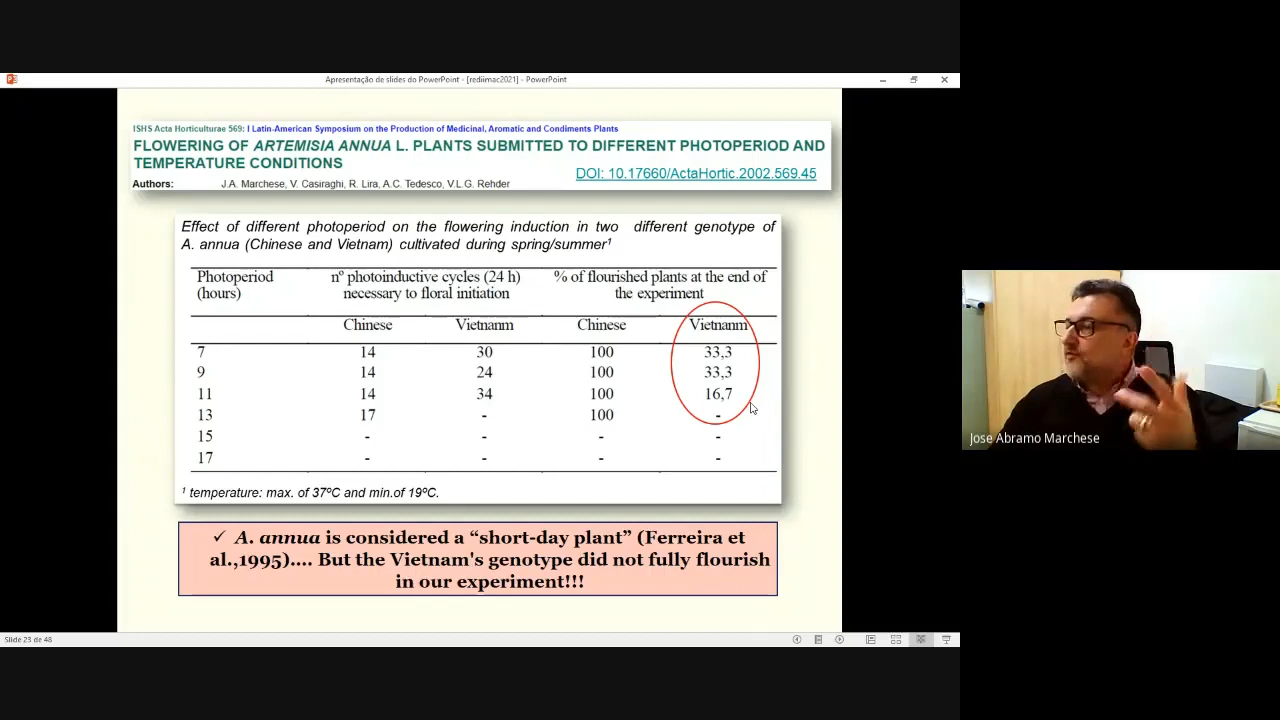 Apresentação de slides do PowerPoint - [rediimac2021] - PowerPoint
ISHS Acta Horticulturae 569: I Latin-American Symposium on the Production of Medicinal, Aromatic and Condiments Plants
FLOWERING OF ARTEMISIA ANNUA L. PLANTS SUBMITTED TO DIFFERENT PHOTOPERIOD AND
TEMPERATURE CONDITIONS
DOI: 10.17660/ActaHortic.2002.569.45
Authors: J.A. Marchese, V. Casiraghi, R. Lira, A.C. Tedesco, V.L.G. Rehder
Effect of different photoperiod on the flowering induction in two different genotype of
A. annua (Chinese and Vietnam) cultivated during spring/summer¹
Photoperiod nº photoinductive cycles (24 h) % of flourished plants at the end of
(hours) necessary to floral initiation the experiment
Chinese Vietnanm Chinese Vietnanm
7 14 30 100 33,3
9 14 24 100 33,3
11 14 34 100 16,7
13 17 - 100 -
15 - - - -
17 - - - -
¹ temperature: max. of 37ºC and min.of 19ºC.
✓ A. annua is considered a “short-day plant” (Ferreira et
al.,1995).... But the Vietnam's genotype did not fully flourish
in our experiment!!!
Slide 23 de 48
Jose Abramo Marchese